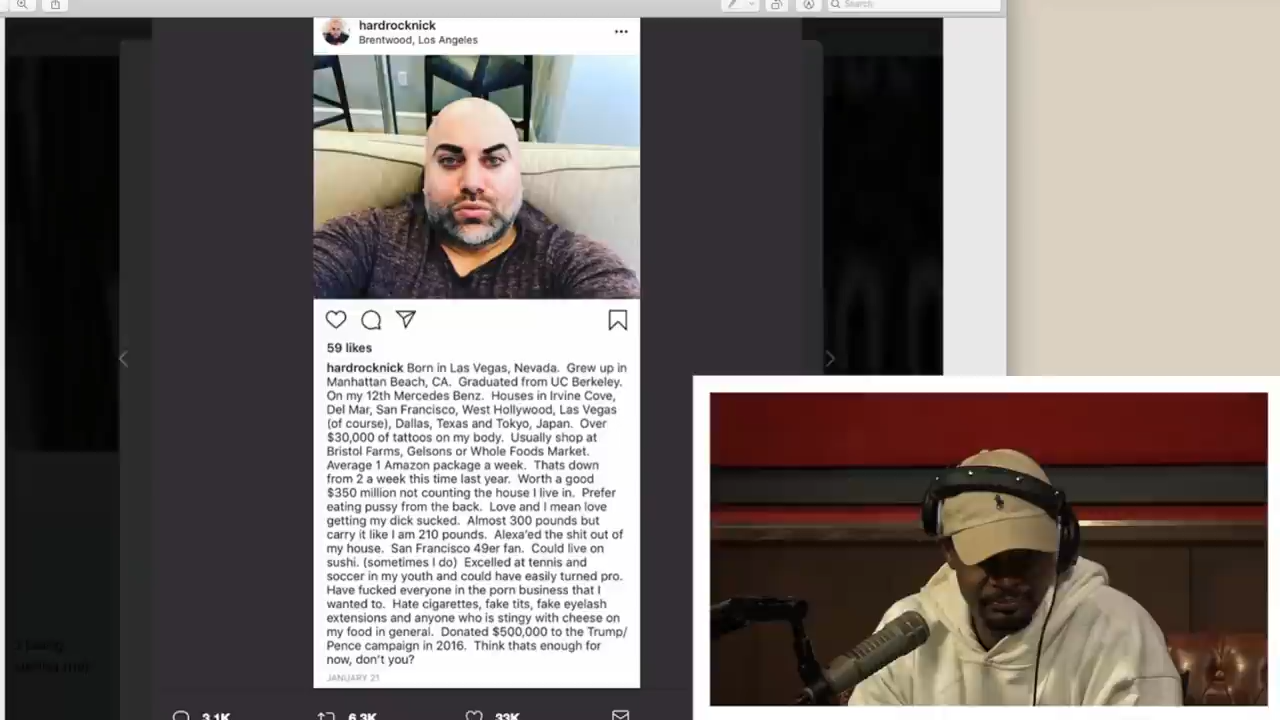 Search
hardrocknick
Brentwood, Los Angeles
59 likes
hardrocknick Born in Las Vegas, Nevada. Grew up in
Manhattan Beach, CA. Graduated from UC Berkeley.
On my 12th Mercedes Benz. Houses in Irvine Cove,
Del Mar, San Francisco, West Hollywood, Las Vegas
(of course), Dallas, Texas and Tokyo, Japan. Over
$30,000 of tattoos on my body. Usually shop at
Bristol Farms, Gelsons or Whole Foods Market.
Average 1 Amazon package a week. Thats down
from 2 a week this time last year. Worth a good
$350 million not counting the house I live in. Prefer
eating pussy from the back. Love and I mean love
getting my dick sucked. Almost 300 pounds but
carry it like I am 210 pounds. Alexa'ed the shit out of
my house. San Francisco 49er fan. Could live on
sushi. (sometimes I do) Excelled at tennis and
soccer in my youth and could have easily turned pro.
Have fucked everyone in the porn business that I
wanted to. Hate cigarettes, fake tits, fake eyelash
extensions and anyone who is stingy with cheese on
my food in general. Donated $500,000 to the Trump/
Pence campaign in 2016. Think thats enough for
now, don't you?
JANUARY 21
3.1K 6.3K 33K